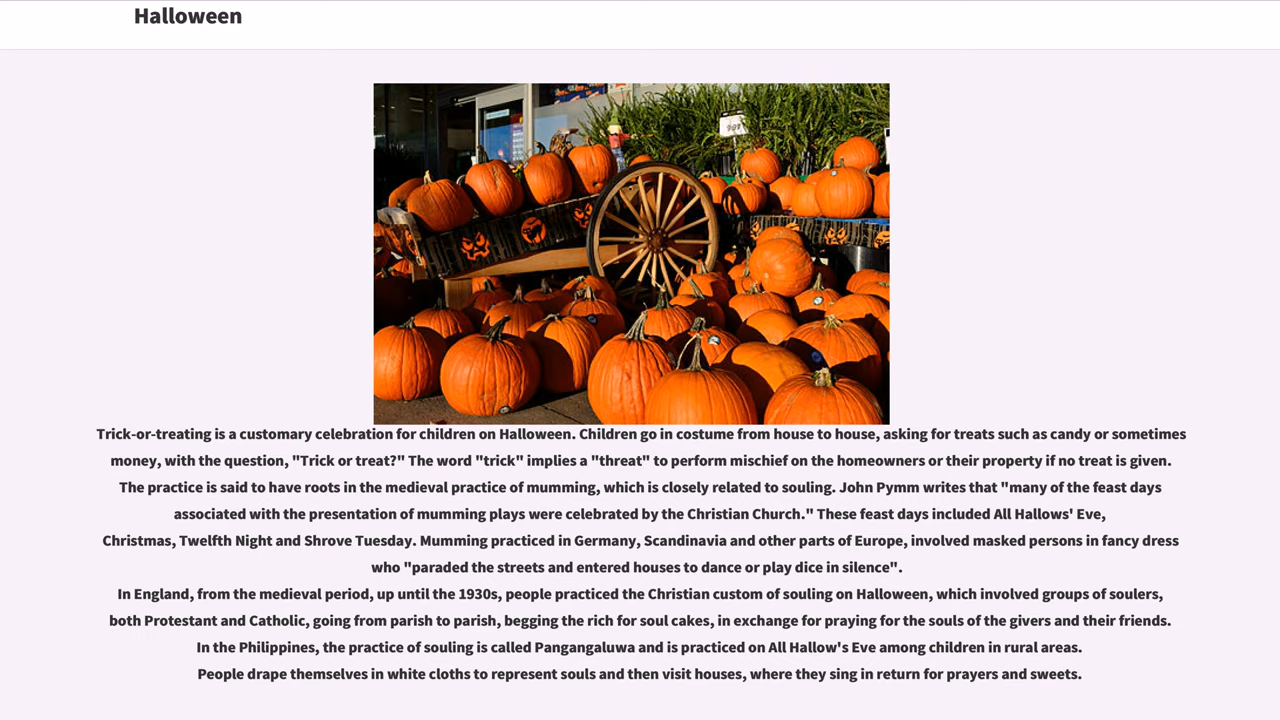 Halloween
Trick-or-treating is a customary celebration for children on Halloween. Children go in costume from house to house, asking for treats such as candy or sometimes
money, with the question, "Trick or treat?" The word "trick" implies a "threat" to perform mischief on the homeowners or their property if no treat is given.
The practice is said to have roots in the medieval practice of mumming, which is closely related to souling. John Pymm writes that "many of the feast days
associated with the presentation of mumming plays were celebrated by the Christian Church." These feast days included All Hallows' Eve,
Christmas, Twelfth Night and Shrove Tuesday. Mumming practiced in Germany, Scandinavia and other parts of Europe, involved masked persons in fancy dress
who "paraded the streets and entered houses to dance or play dice in silence".
In England, from the medieval period, up until the 1930s, people practiced the Christian custom of souling on Halloween, which involved groups of soulers,
both Protestant and Catholic, going from parish to parish, begging the rich for soul cakes, in exchange for praying for the souls of the givers and their friends.
In the Philippines, the practice of souling is called Pangangaluwa and is practiced on All Hallow's Eve among children in rural areas.
People drape themselves in white cloths to represent souls and then visit houses, where they sing in return for prayers and sweets.